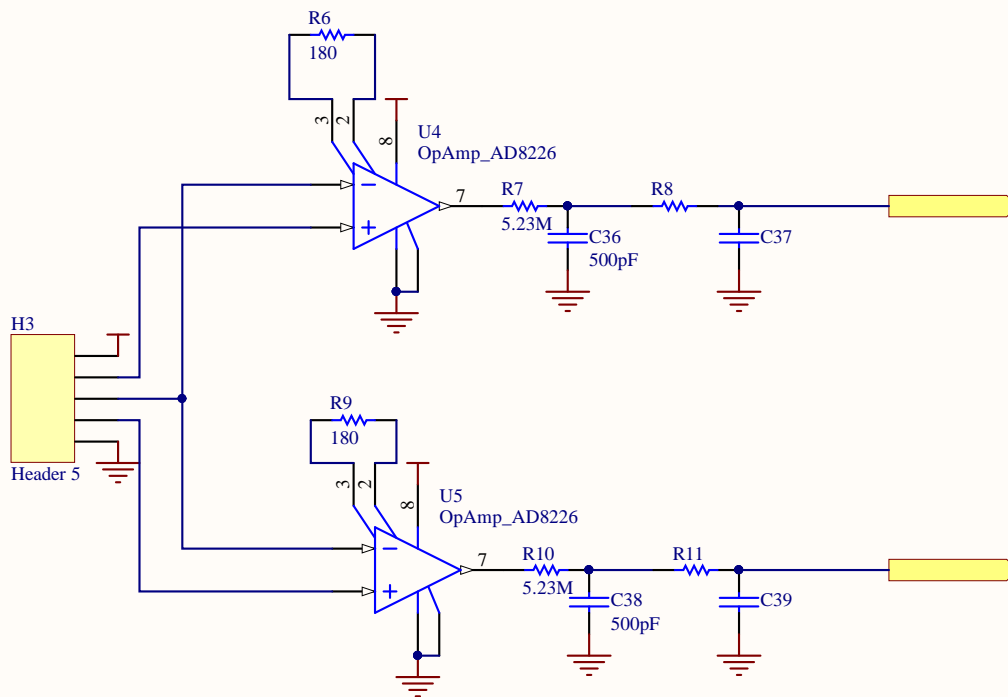 R6
180
3
2
8
U4
OpAmp_AD8226
7
R7
5.23M
C36
500pF
R8
C37
H3
Header 5
R9
180
3
2
8
U5
OpAmp_AD8226
7
R10
5.23M
C38
500pF
R11
C39